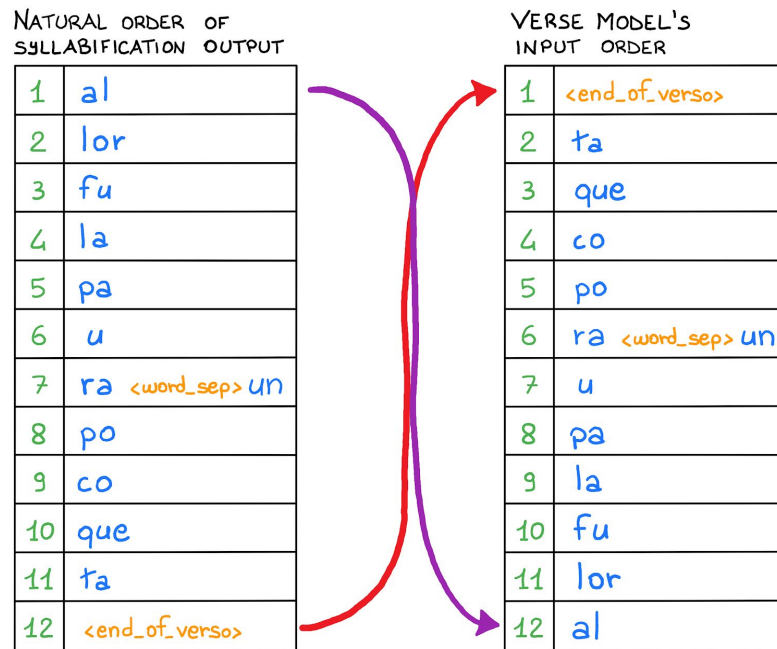 NATURAL ORDER OF
SYLLABIFICATION OUTPUT
1 al
2 lor
3 fu
4 la
5 pa
6 u
7 ra <word_sep> un
8 po
9 co
10 que
11 ta
12 <end_of_verso>
VERSE MODEL'S
INPUT ORDER
1 <end_of_verso>
2 ta
3 que
4 co
5 po
6 ra <word_sep> un
7 u
8 pa
9 la
10 fu
11 lor
12 al